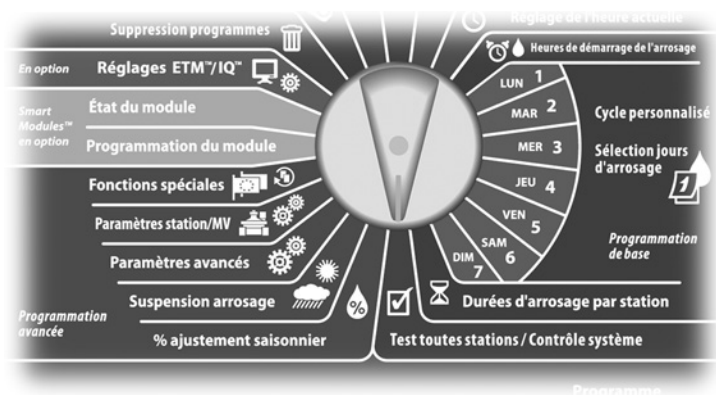 Réglage de l'heure actuelle
Suppression programmes
Heures de démarrage de l'arrosage
En option
Réglages ETM™/IQ™
LUN 1
Smart
Modules™
en option
État du module
MAR 2
Cycle personnalisé
Programmation du module
MER 3
Sélection jours
d'arrosage
1
Fonctions spéciales
JEU 4
Paramètres station/MV
VEN 5
Programmation
de base
Paramètres avancés
SAM 6
DIM 7
Suspension arrosage
Durées d'arrosage par station
Programmation
avancée
%
% ajustement saisonnier
Test toutes stations / Contrôle système
Programme